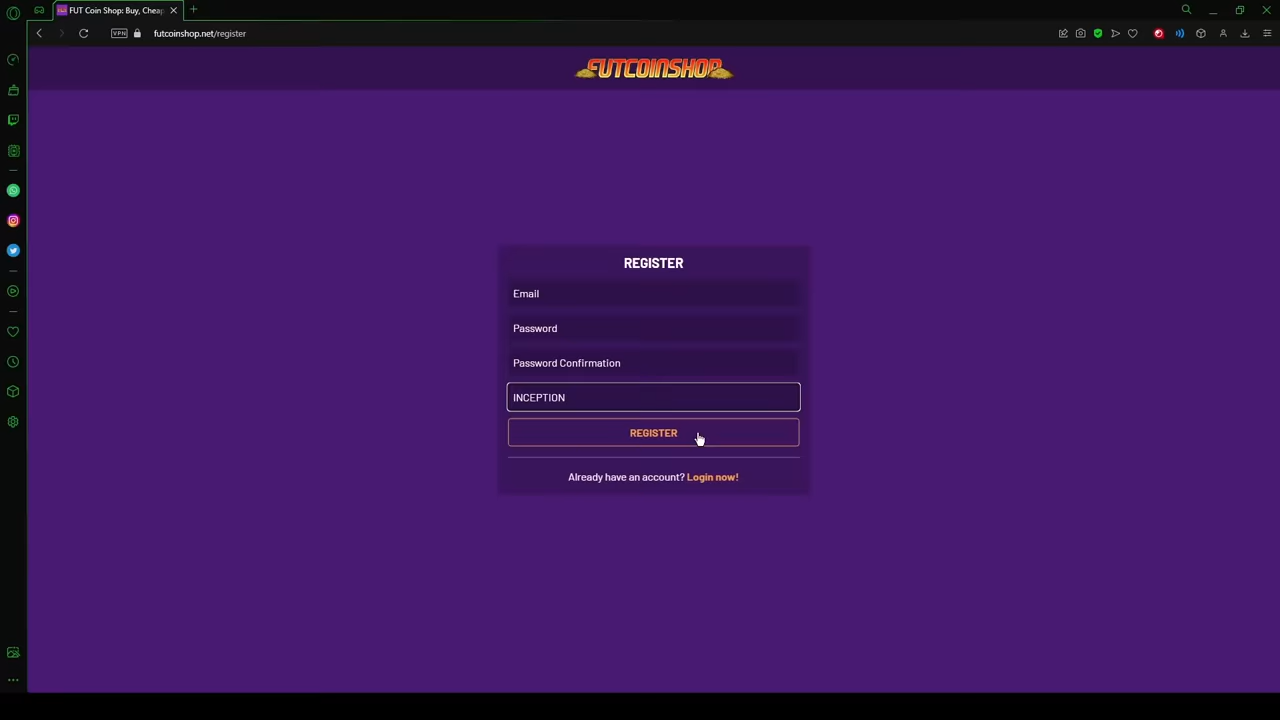 FUT Coin Shop: Buy, Cheap
VPN
futcoinshop.net/register
FUTCOINSHOP
REGISTER
Email
Password
Password Confirmation
INCEPTION
REGISTER
Already have an account? Login now!